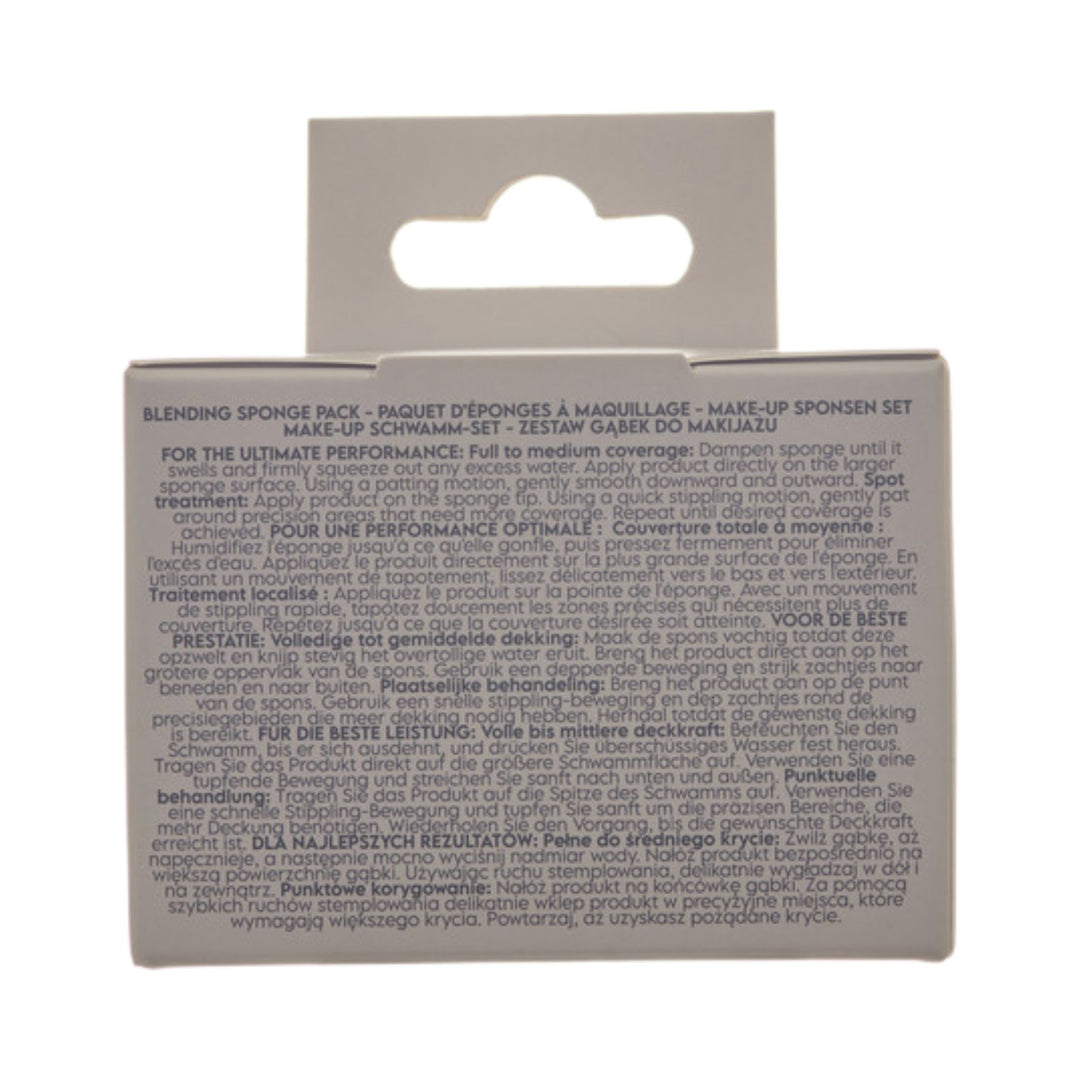 BLENDING SPONGE PACK - PAQUET D'ÉPONGES À MAQUILLAGE - MAKE-UP SPONSEN SET
MAKE-UP SCHWAMM-SET - ZESTAW GĄBEK DO MAKIJAŻU
FOR THE ULTIMATE PERFORMANCE: Full to medium coverage: Dampen sponge until it
swells and firmly squeeze out any excess water. Apply product directly on the larger
sponge surface. Using a patting motion, gently smooth downward and outward. Spot
treatment: Apply product on the sponge tip. Using a quick stippling motion, gently pat
around precision areas that need more coverage. Repeat until desired coverage is
achieved. POUR UNE PERFORMANCE OPTIMALE : Couverture totale à moyenne :
Humidifiez l'éponge jusqu'à ce qu'elle gonfle, puis pressez fermement pour éliminer
l'excès d'eau. Appliquez le produit directement sur la plus grande surface de l'éponge. En
utilisant un mouvement de tapotement, lissez délicatement vers le bas et vers l'extérieur.
Traitement localisé : Appliquez le produit sur la pointe de l'éponge. Avec un mouvement
de stippling rapide, tapotez doucement les zones précises qui nécessitent plus de
couverture. Répétez jusqu'à ce que la couverture désirée soit atteinte. VOOR DE BESTE
PRESTATIE: Volledige tot gemiddelde dekking: Maak de spons vochtig totdat deze
opzwelt en knijp stevig het overtollige water eruit. Breng het product direct aan op het
grotere oppervlak van de spons. Gebruik een deppende beweging en strijk zachtjes naar
beneden en naar buiten. Plaatselijke behandeling: Breng het product aan op de punt
van de spons. Gebruik een snelle stippling-beweging en dep zachtjes rond de
precisiegebieden die meer dekking nodig hebben. Herhaal totdat de gewenste dekking
is bereikt. FÜR DIE BESTE LEISTUNG: Volle bis mittlere deckkraft: Befeuchten Sie den
Schwamm, bis er sich ausdehnt, und drücken Sie überschüssiges Wasser fest heraus.
Tragen Sie das Produkt direkt auf die größere Schwammfläche auf. Verwenden Sie eine
tupfende Bewegung und streichen Sie sanft nach unten und außen. Punktuelle
behandlung: Tragen Sie das Produkt auf die Spitze des Schwamms auf. Verwenden Sie
eine schnelle Stippling-Bewegung und tupfen Sie sanft um die präzisen Bereiche, die
mehr Deckung benötigen. Wiederholen Sie den Vorgang, bis die gewünschte Deckkraft
erreicht ist. DLA NAJLEPSZYCH REZULTATÓW: Pełne do średniego krycie: Zwilż gąbkę, aż
napęcznieje, a następnie mocno wyciśnij nadmiar wody. Nałóż produkt bezpośrednio na
większą powierzchnię gąbki. Używając ruchu stemplowania, delikatnie wygładzaj w dół i
na zewnątrz. Punktowe korygowanie: Nałóż produkt na końcówkę gąbki. Za pomocą
szybkich ruchów stemplowania delikatnie wklep produkt w precyzyjne miejsca, które
wymagają większego krycia. Powtarzaj, aż uzyskasz pożądane krycie.